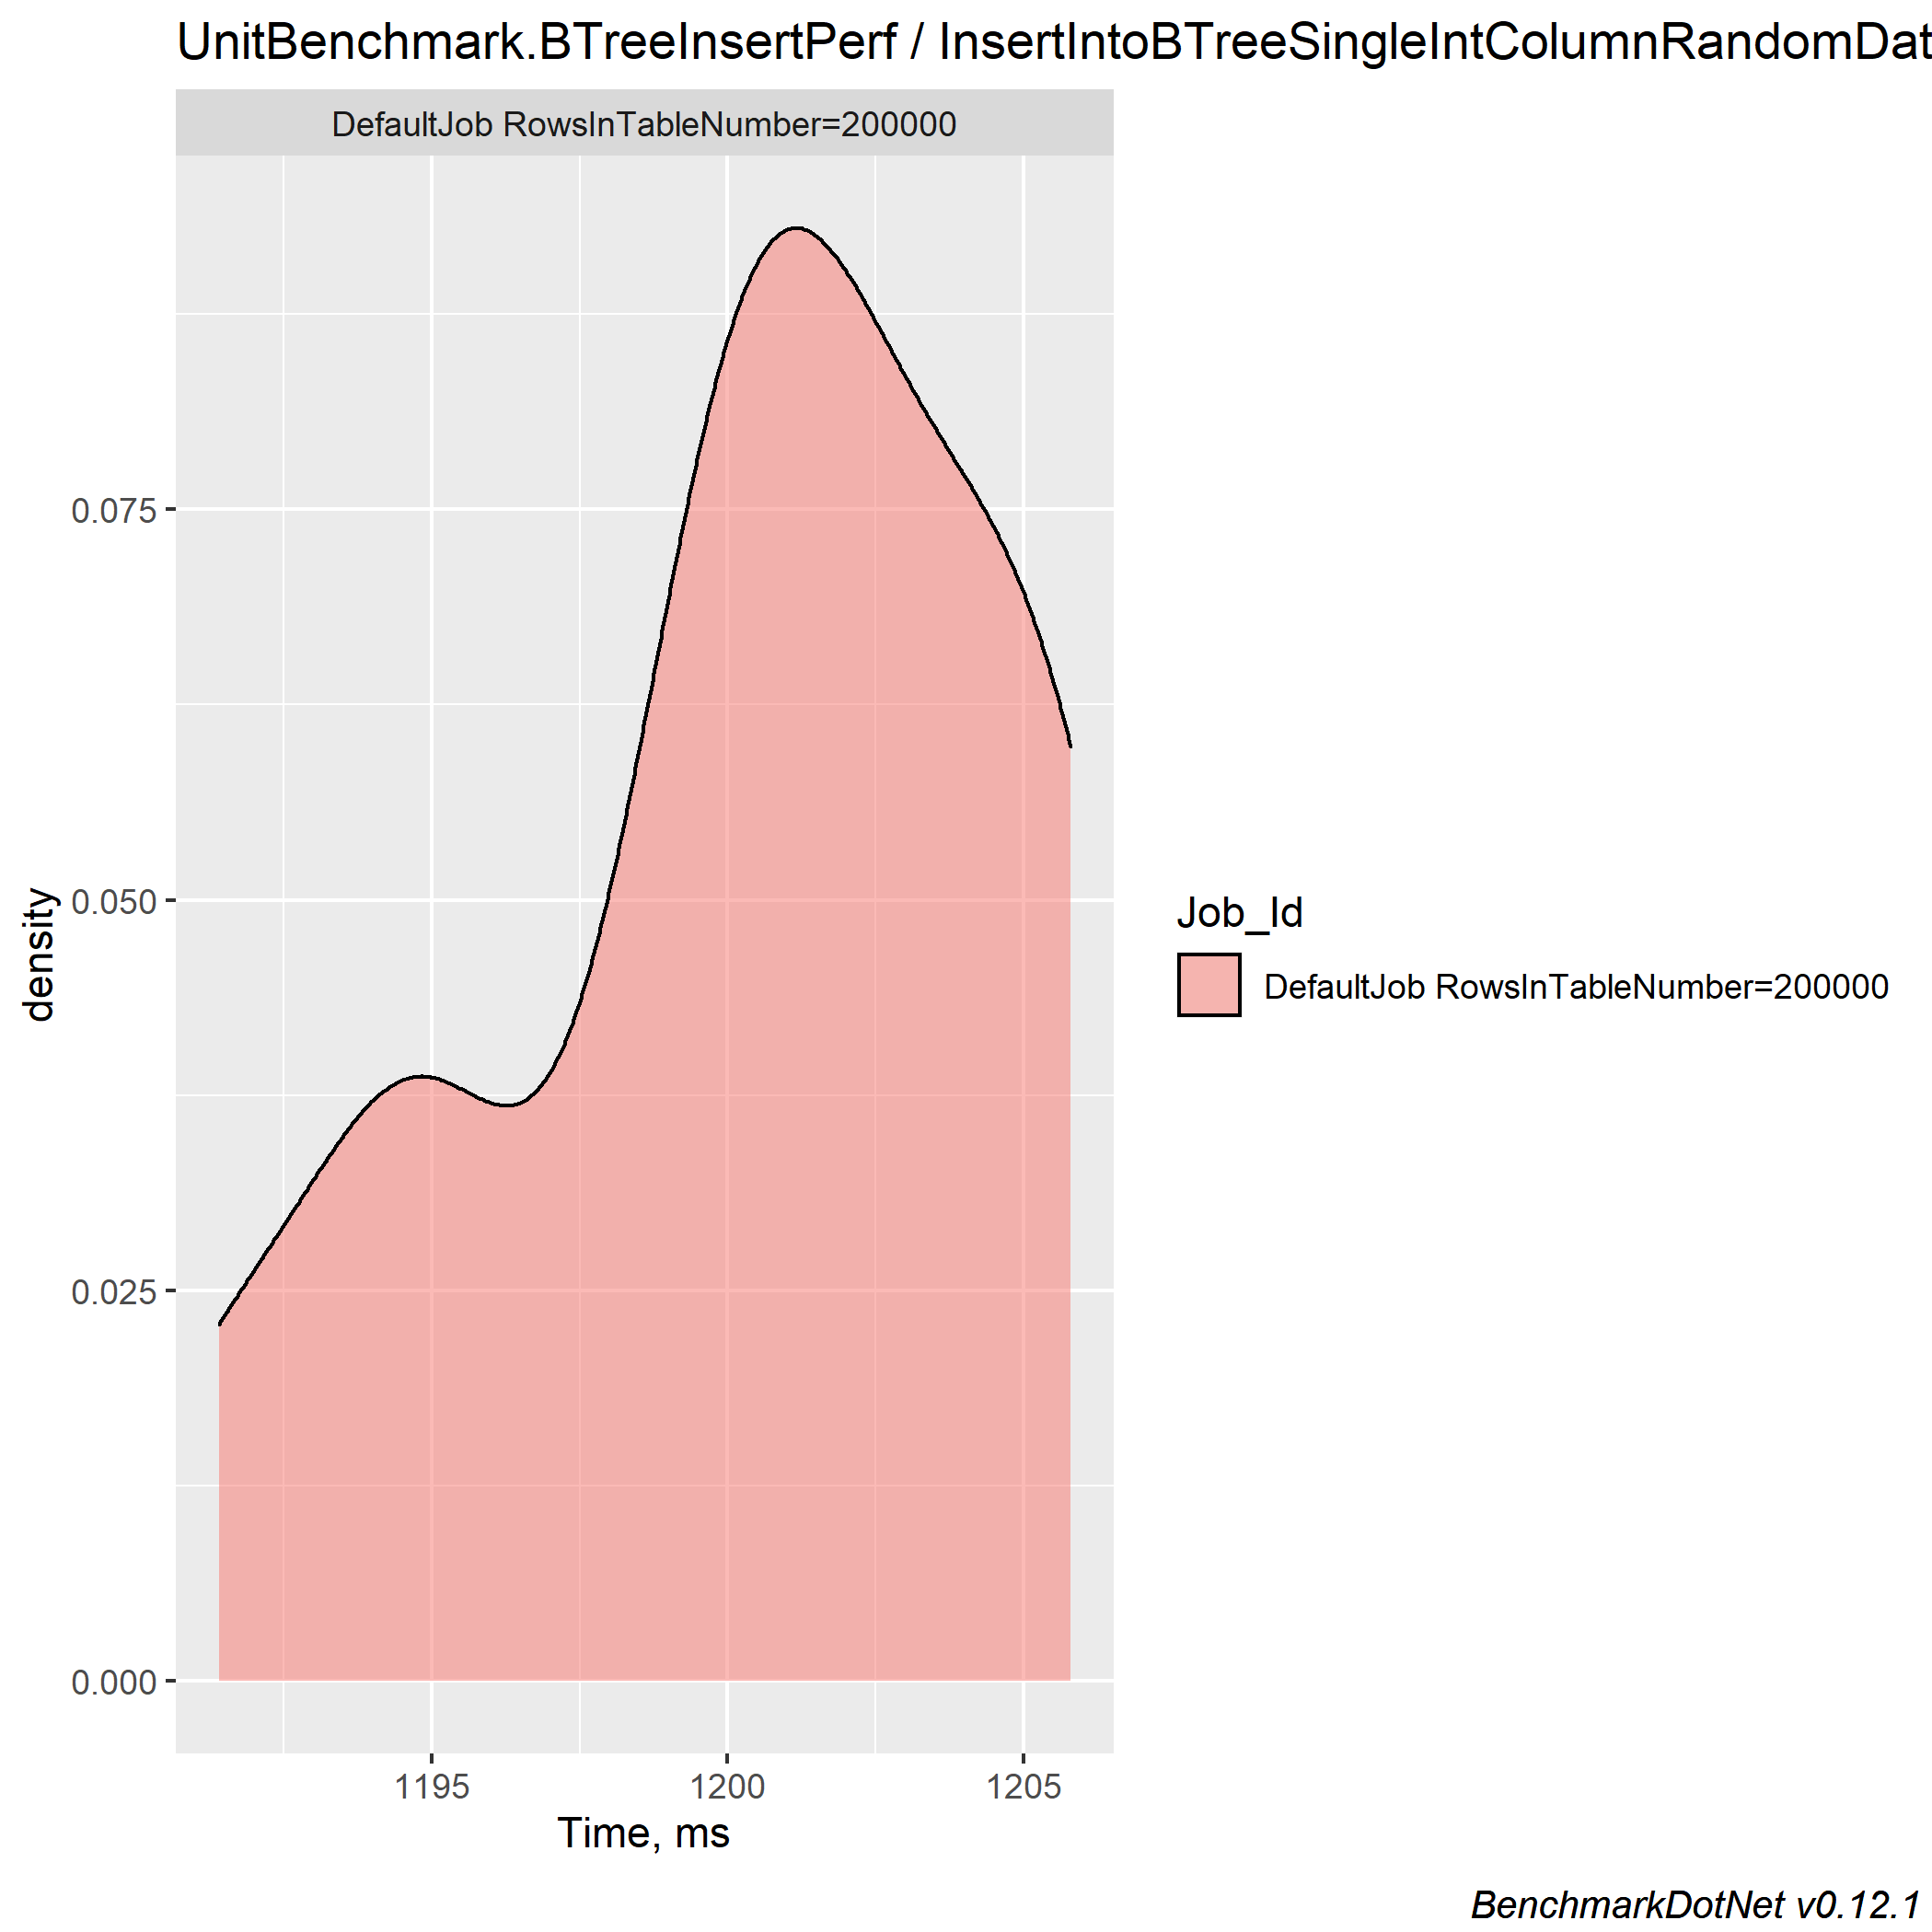 UnitBenchmark.BTreeInsertPerf / InsertIntoBTreeSingleIntColumnRandomDat
DefaultJob RowsInTableNumber=200000
0.075
0.050
0.025
0.000
density
1195 1200 1205
Time, ms
Job_Id
DefaultJob RowsInTableNumber=200000
BenchmarkDotNet v0.12.1